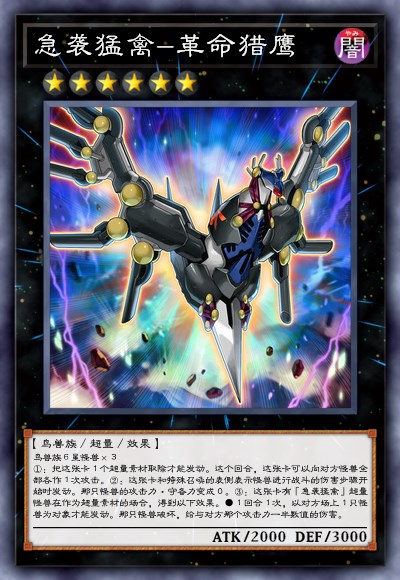 急袭猛禽-革命猎鹰
やみ
闇
【鸟兽族/超量/效果】
鸟兽族6星怪兽×3
①：把这张卡1个超量素材取除才能发动。这个回合，这张卡可以向对方怪兽全
部各作1次攻击。②：这张卡和特殊召唤的表侧表示怪兽进行战斗的伤害步骤开
始时发动。那只怪兽的攻击力·守备力变成0。③：这张卡有「急袭猛禽」超量
怪兽在作为超量素材的场合，得到以下效果。●1回合1次，以对方场上1只怪
兽为对象才能发动。那只怪兽破坏，给与对方那个攻击力一半数值的伤害。
ATK/2000 DEF/3000